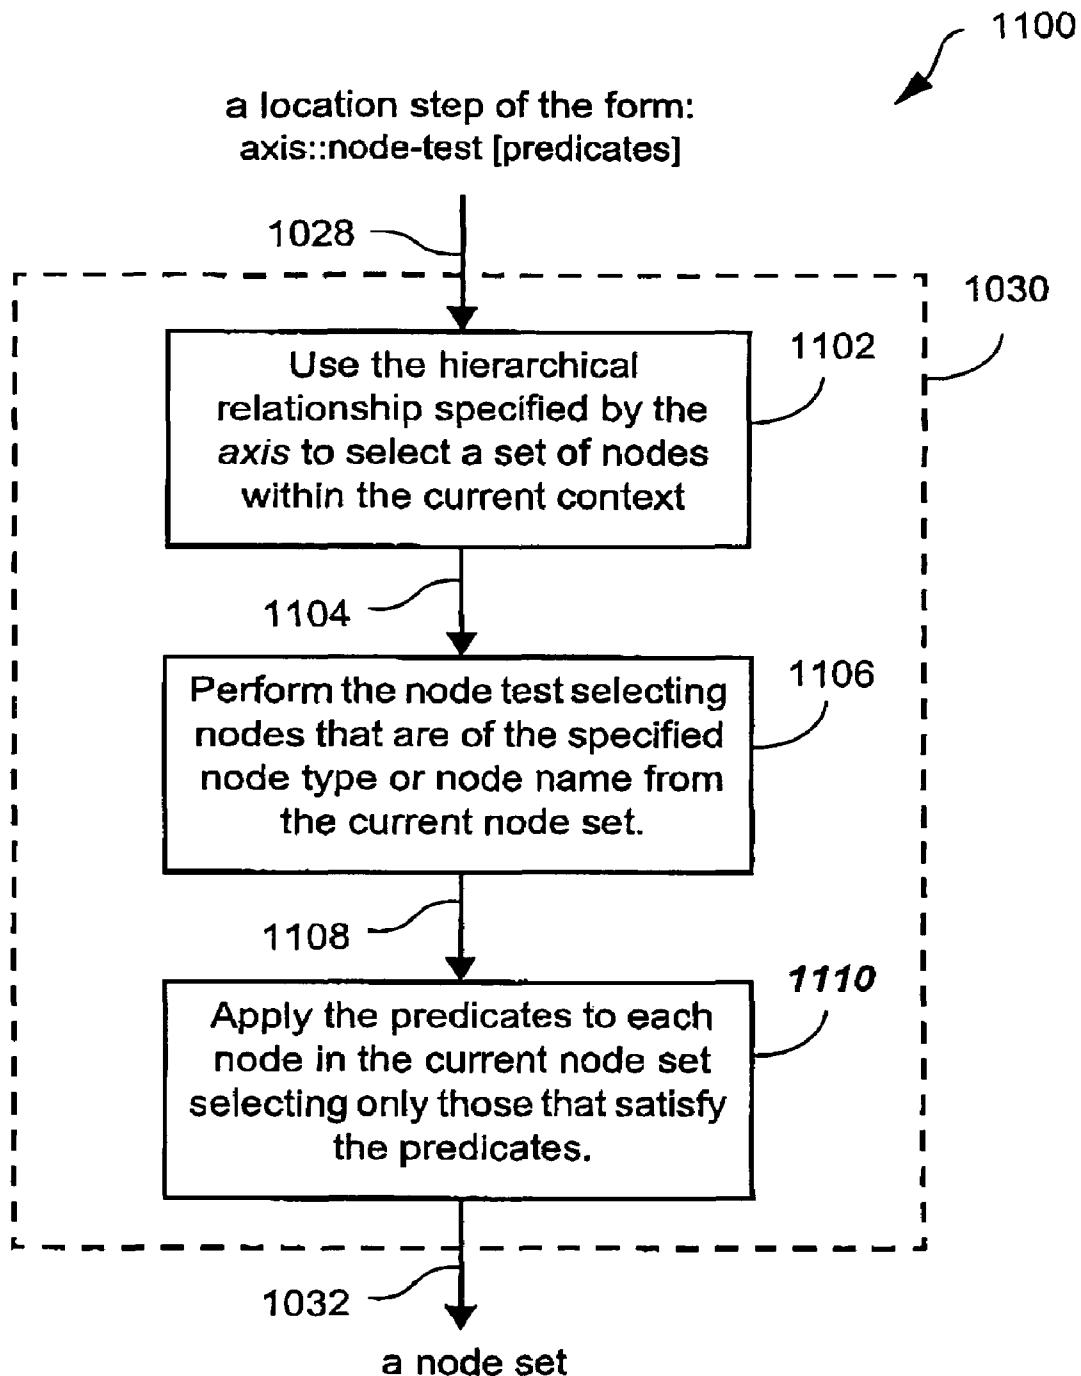 1100
a location step of the form:
axis::node-test [predicates]
1028
1030
1102
Use the hierarchical
relationship specified by the
axis to select a set of nodes
within the current context
1104
1106
Perform the node test selecting
nodes that are of the specified
node type or node name from
the current node set.
1108
1110
Apply the predicates to each
node in the current node set
selecting only those that satisfy
the predicates.
1032
a node set